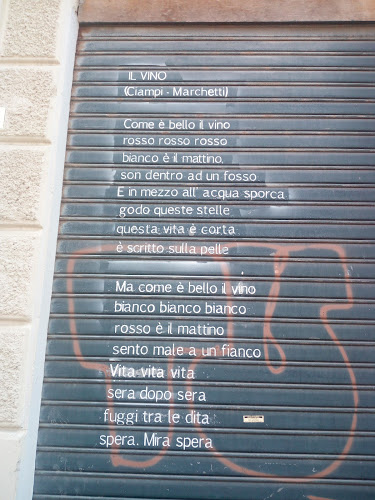 IL VINO
(Ciampi - Marchetti)
Come è bello il vino
rosso rosso rosso
bianco è il mattino,
son dentro ad un fosso.
E in mezzo all' acqua sporca
godo queste stelle
questa vita è corta
è scritto sulla pelle
Ma come è bello il vino
bianco bianco bianco
rosso è il mattino
sento male a un fianco
Vita vita vita
sera dopo sera
fuggi tra le dita
spera. Mira spera